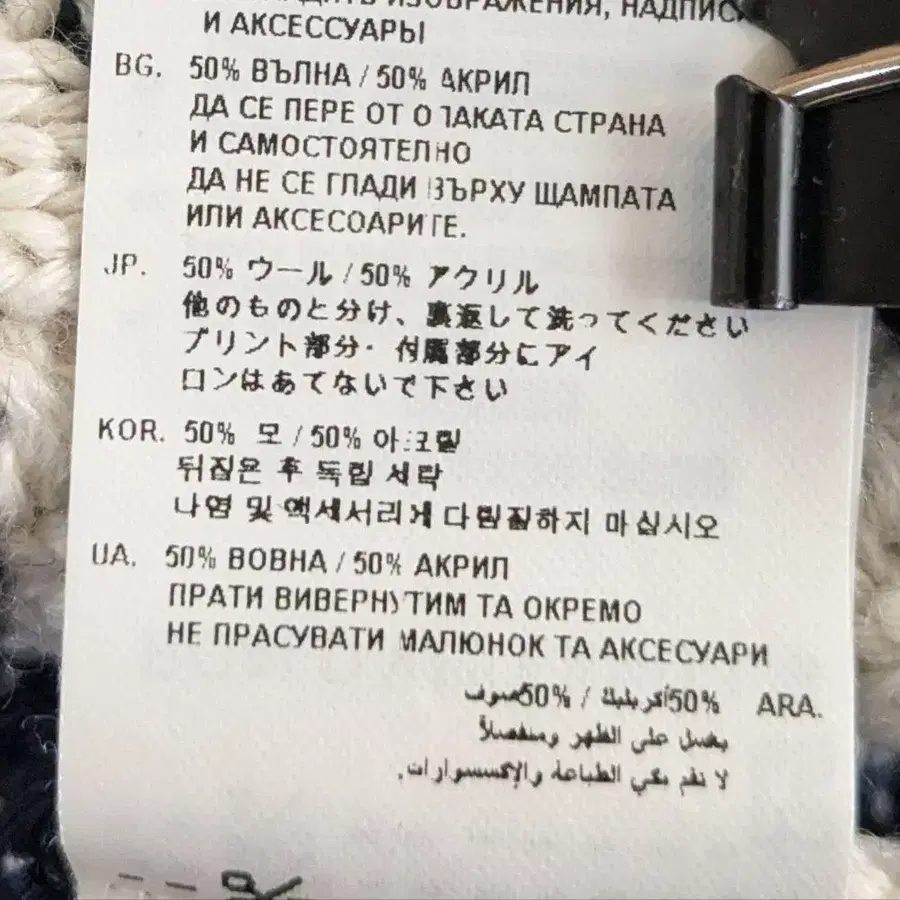 ИЗОБРАЖЕНИЯ, НАДПИСИ
И АКСЕССУАРЫ
BG. 50% ВЪЛНА / 50% АКРИЛ
ДА СЕ ПЕРЕ ОТ ОПАКАТА СТРАНА
И САМОСТОЯТЕЛНО
ДА НЕ СЕ ГЛАДИ ВЪРХУ ЩАМПАТА
ИЛИ АКСЕСОАРИТЕ.
JP. 50% ウール / 50% アクリル
他のものと分け、裏返して洗ってください
プリント部分・付属部分にアイ
ロンはあてないで下さい
KOR. 50% 모 / 50% 아크릴
뒤집은 후 독립 세탁
나염 및 액세서리에 다림질하지 마십시오
UA. 50% ВОВНА / 50% АКРИЛ
ПРАТИ ВИВЕРНУТИМ ТА ОКРЕМО
НЕ ПРАСУВАТИ МАЛЮНОК ТА АКСЕСУАРИ
ARA. 50%أكريليك / 50%صوف
يغسل على الظهر ومنفصلاً
لا تقم بكي الطباعة والإكسسوارات.